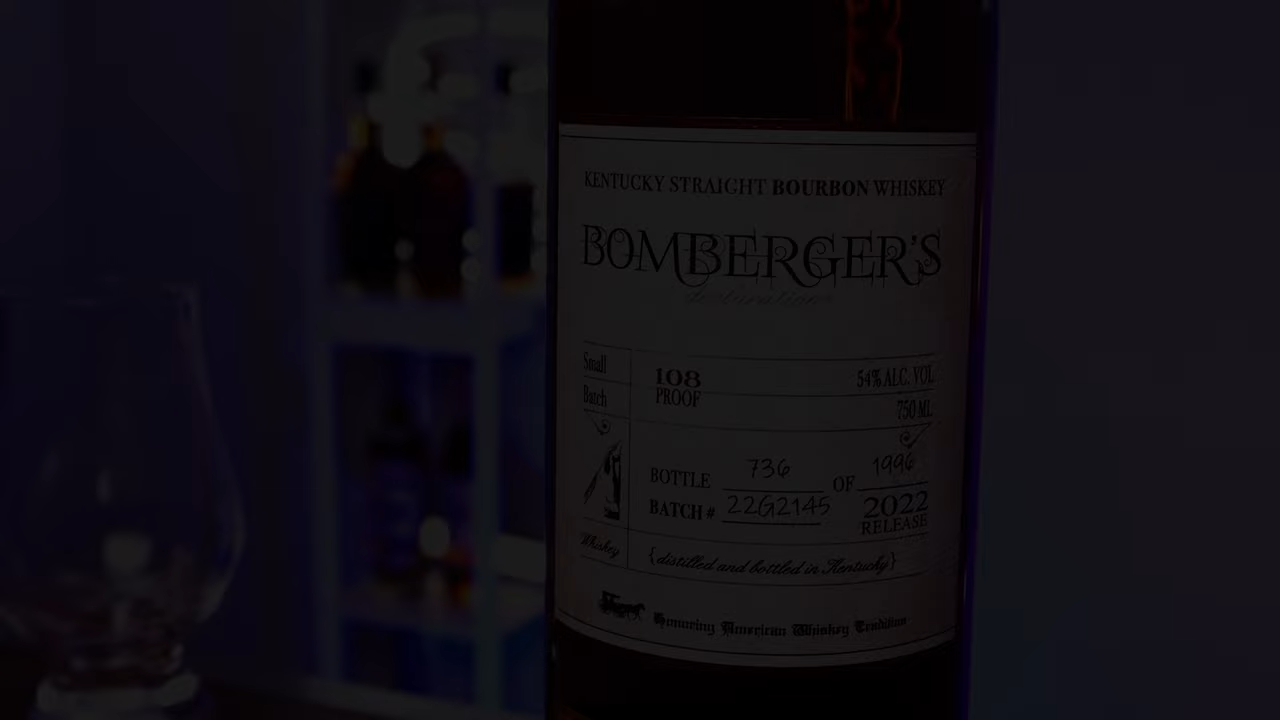 KENTUCKY STRAIGHT BOURBON WHISKEY
BOMBERGER'S
declaration
Small
Batch
108
PROOF
54% ALC. VOL.
750 ML
BOTTLE 736 OF 1996
BATCH # 22G2145
2022
RELEASE
Whiskey
{distilled and bottled in Kentucky}
Honoring American Whiskey Tradition